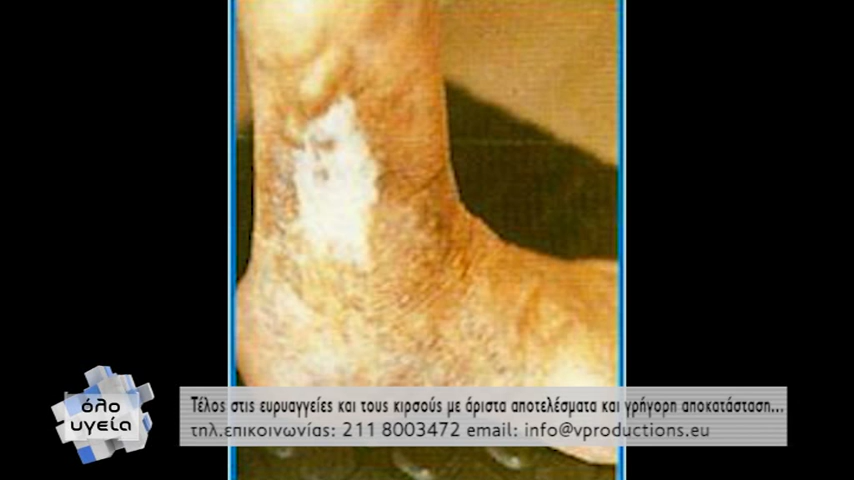 όλο
υγεία
Τέλος στις ευρυαγγείες και τους κιρσούς με άριστα αποτελέσματα και γρήγορη αποκατάσταση...
τηλ.επικοινωνίας: 211 8003472 email: info@vproductions.eu